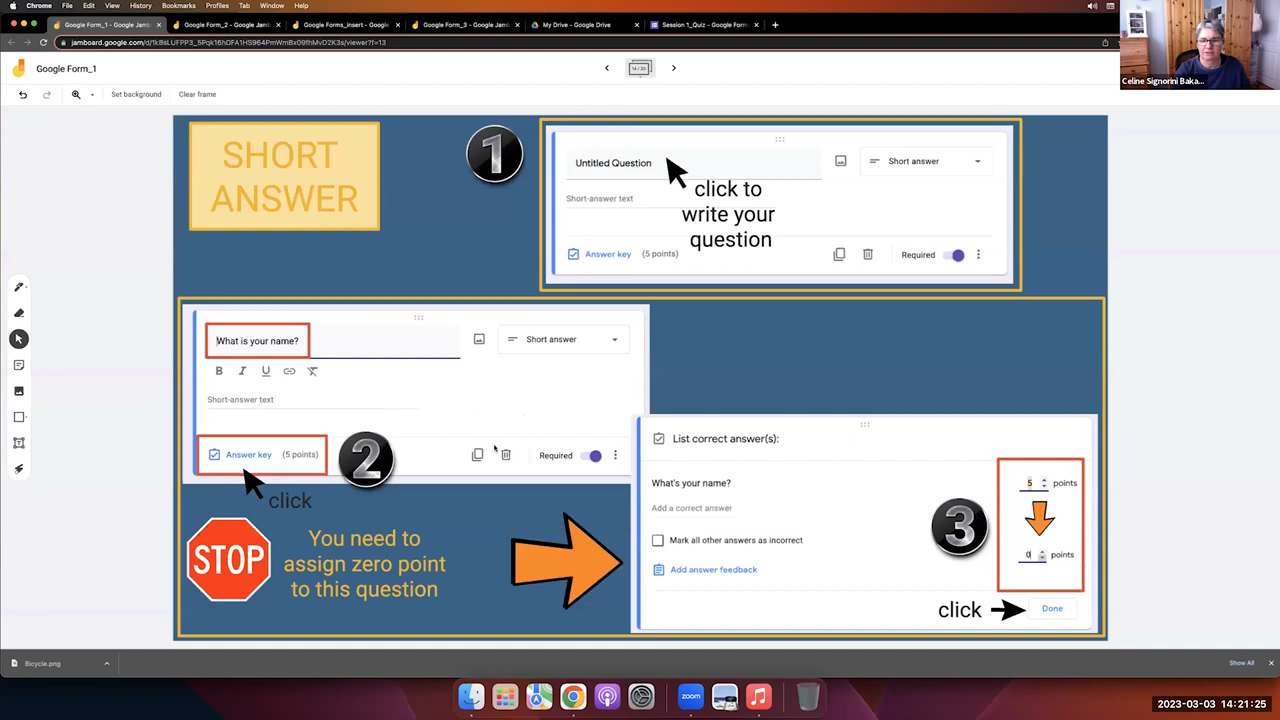 Chrome File Edit View History Bookmarks Profiles Tab Window Help
Google Form_1 - Google Jamb
Google Form_2 - Google Jamb
Google Forms_insert - Google
Google Form_3 - Google Jamb
My Drive - Google Drive
Session 1_Quiz - Google Form
Google Form_1
14 / 20
Set background
Clear frame
Celine Signorini Baka...
SHORT
ANSWER
1
Untitled Question
Short answer
click to
write your
question
Short-answer text
Answer key (5 points)
Required
What is your name?
Short answer
B I U
Short-answer text
Answer key (5 points)
2
Required
click
STOP
You need to
assign zero point
to this question
List correct answer(s):
What's your name?
5 points
Add a correct answer
3
Mark all other answers as incorrect
0 points
Add answer feedback
click
Done
Bicycle.png
Show All
zoom
2023-03-03 14:21:25